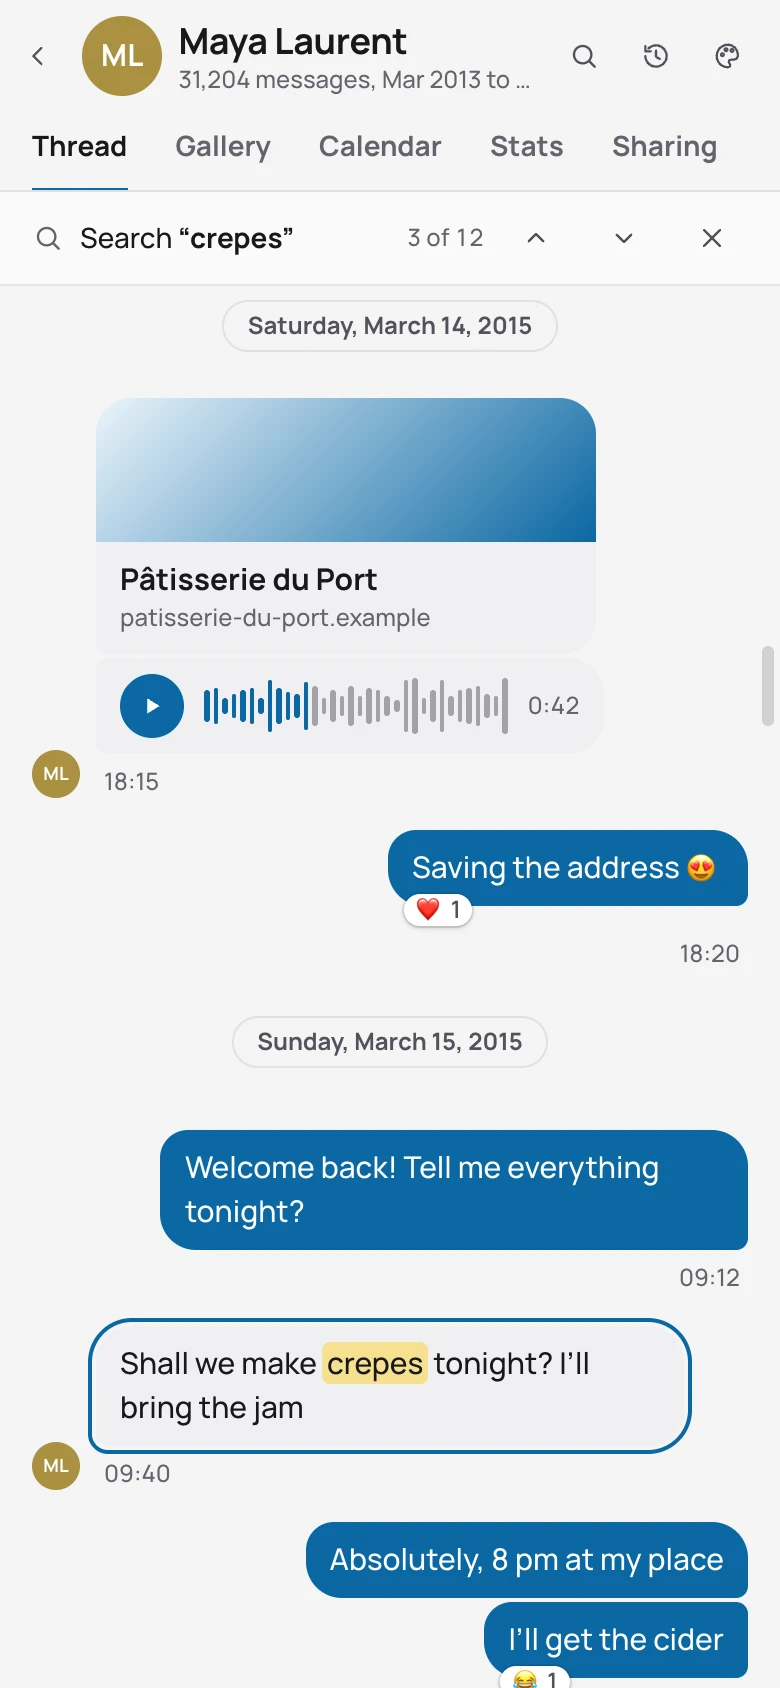 ML
Maya Laurent
31,204 messages, Mar 2013 to ...
Thread Gallery Calendar Stats Sharing
Search “crepes” 3 of 12
Saturday, March 14, 2015
Pâtisserie du Port
patisserie-du-port.example
0:42
ML 18:15
Saving the address 😍
❤️ 1
18:20
Sunday, March 15, 2015
Welcome back! Tell me everything
tonight?
09:12
Shall we make crepes tonight? I’ll
bring the jam
ML 09:40
Absolutely, 8 pm at my place
I’ll get the cider
😂 1